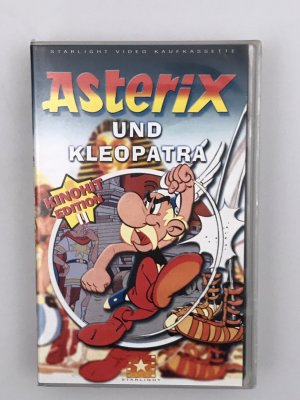 STARLIGHT VIDEO KAUFKASSETTE
Asterix
UND
KLEOPATRA
KINOHIT
EDITION
STARLIGHT